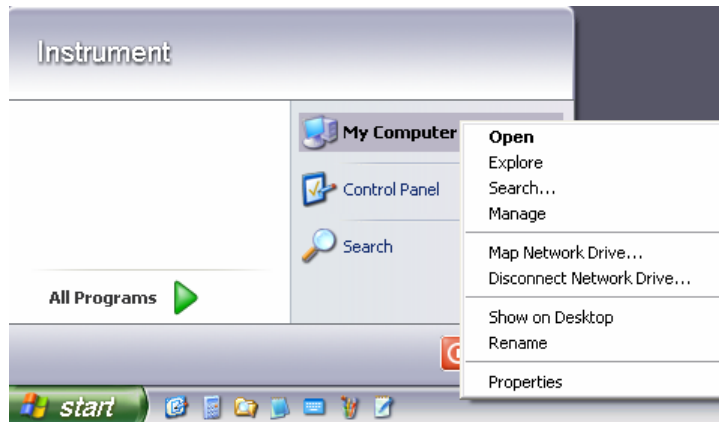 Instrument
My Computer
Control Panel
Search
All Programs
Open
Explore
Search...
Manage
Map Network Drive...
Disconnect Network Drive...
Show on Desktop
Rename
Properties
start